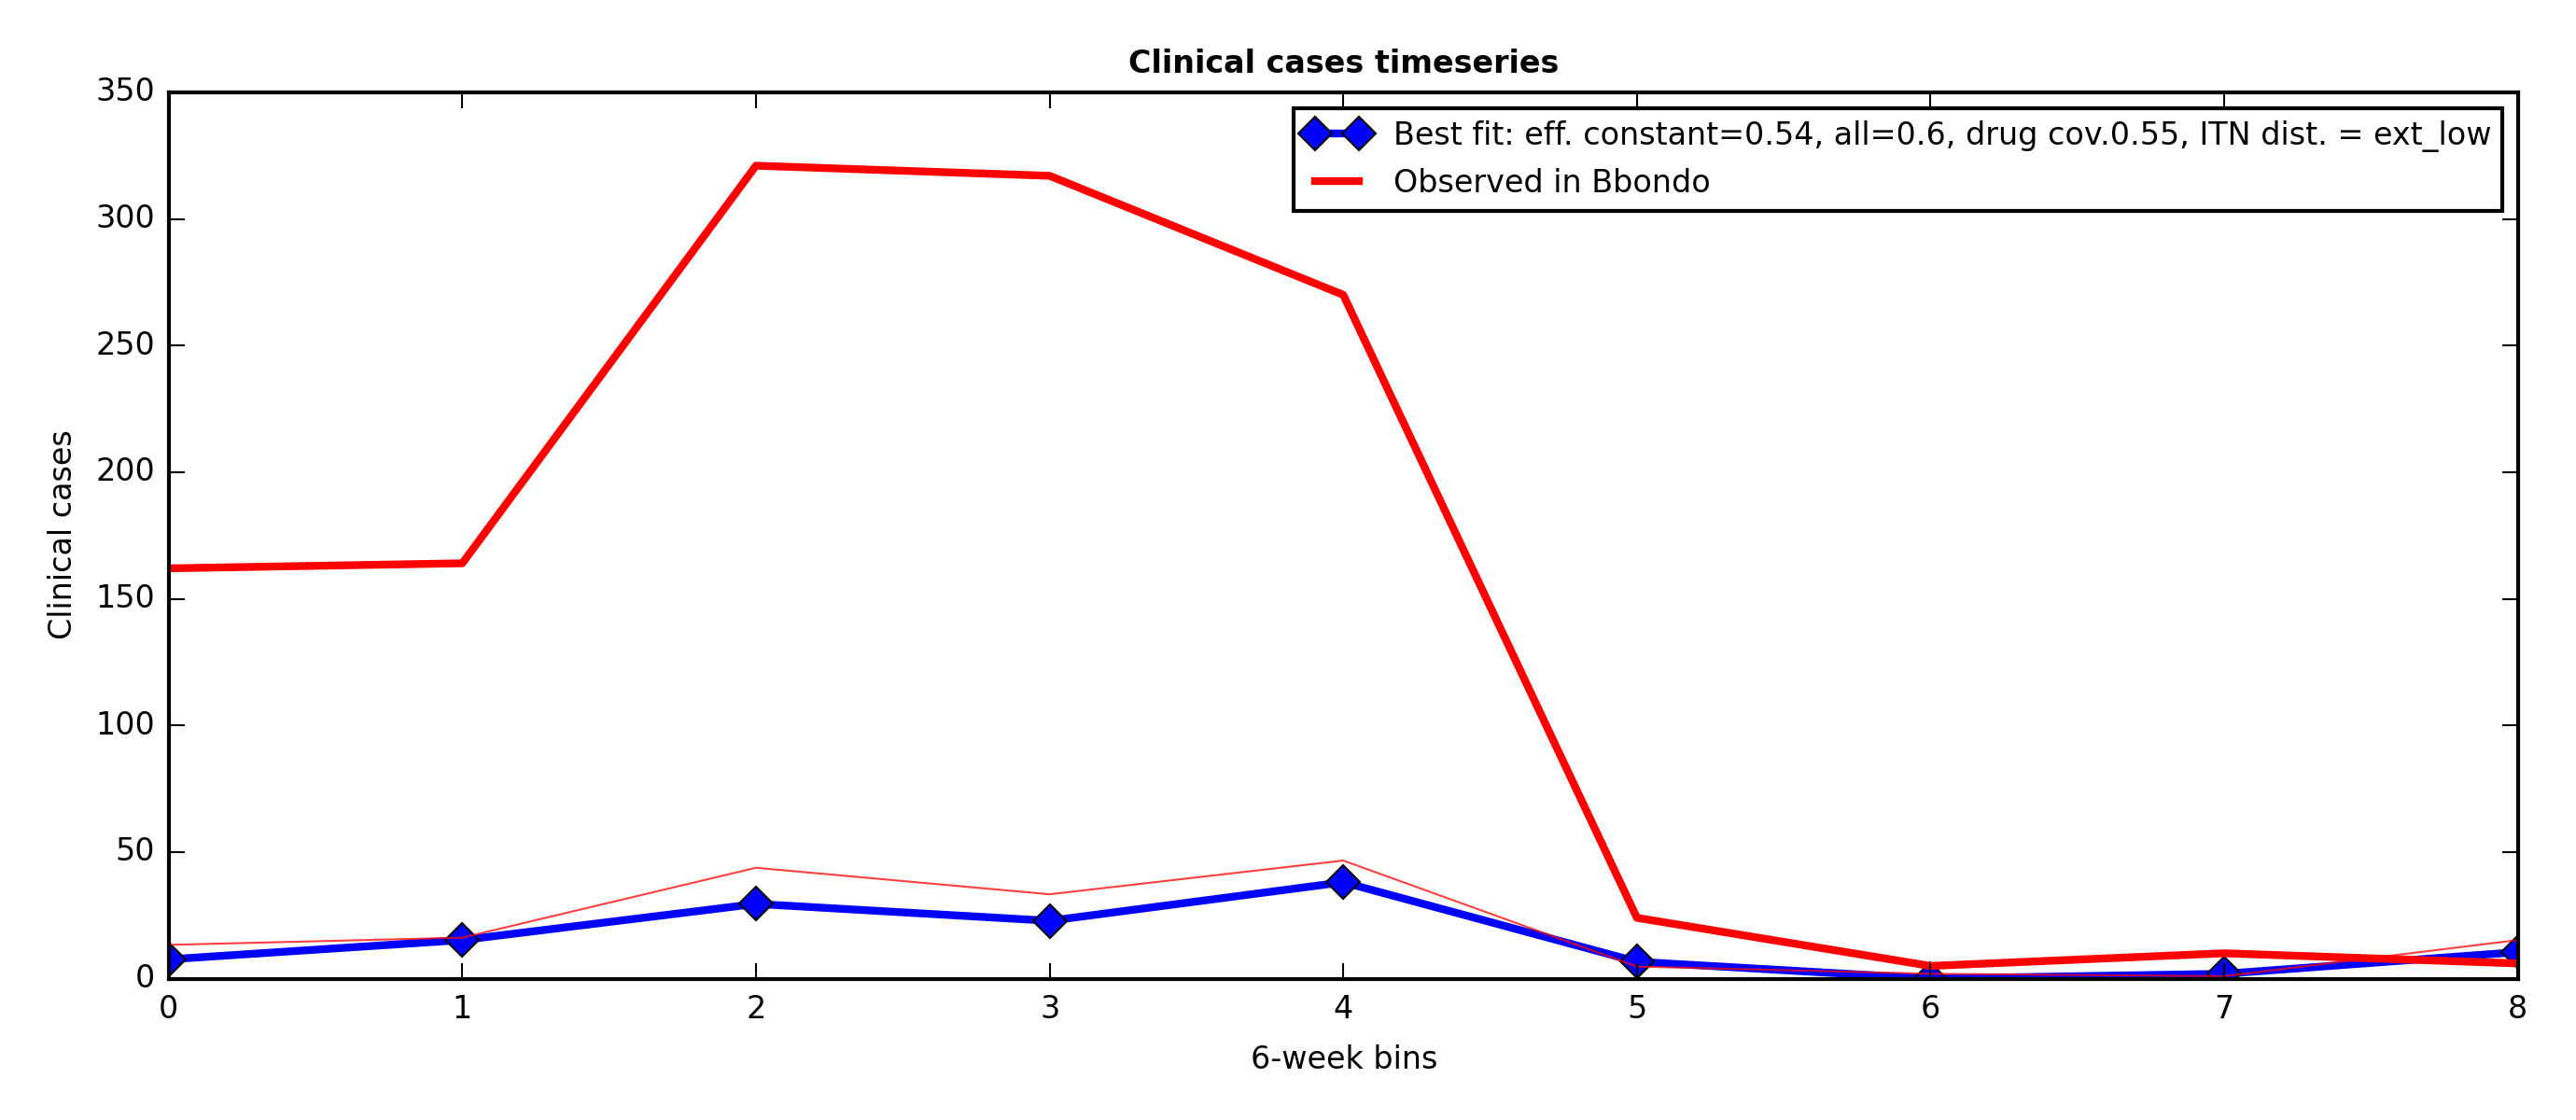 Clinical cases timeseries
Best fit: eff. constant=0.54, all=0.6, drug cov.0.55, ITN dist. = ext_low
Observed in Bbondo
350
300
250
200
150
100
50
0
Clinical cases
0 1 2 3 4 5 6 7 8
6-week bins